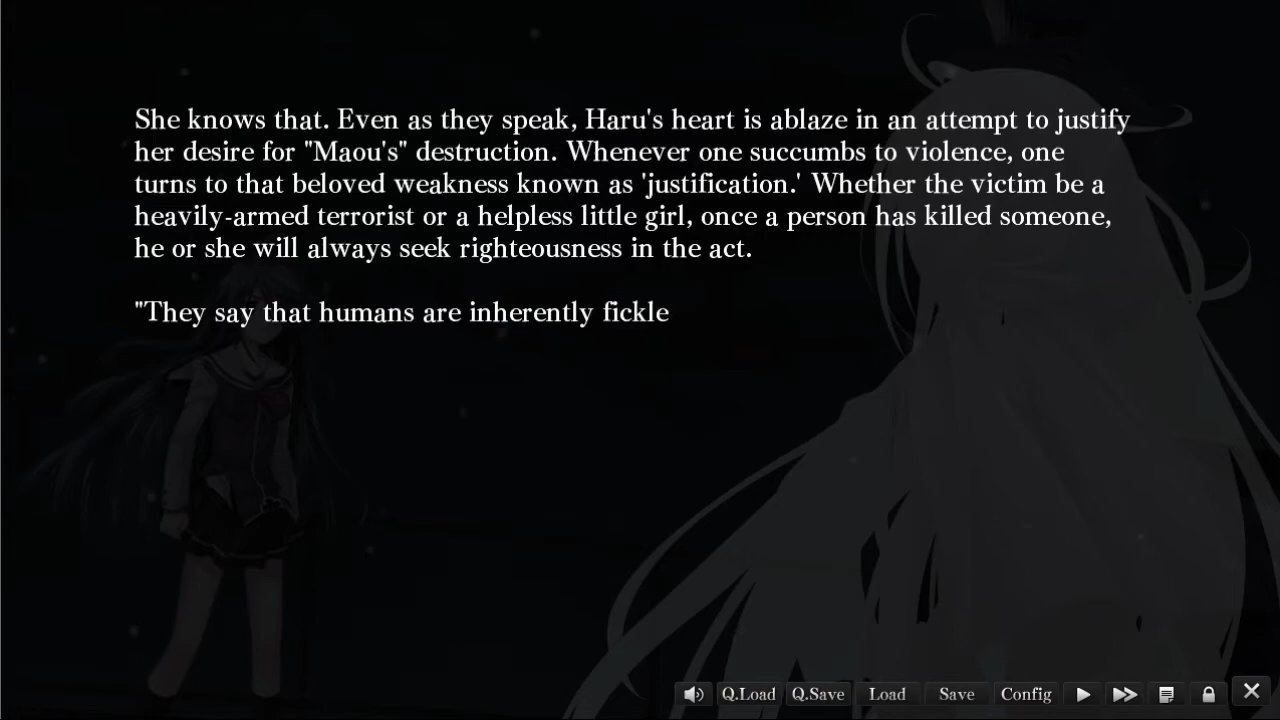 She knows that. Even as they speak, Haru's heart is ablaze in an attempt to justify
her desire for "Maou's" destruction. Whenever one succumbs to violence, one
turns to that beloved weakness known as 'justification.' Whether the victim be a
heavily-armed terrorist or a helpless little girl, once a person has killed someone,
he or she will always seek righteousness in the act.
"They say that humans are inherently fickle
Q.Load Q.Save Load Save Config